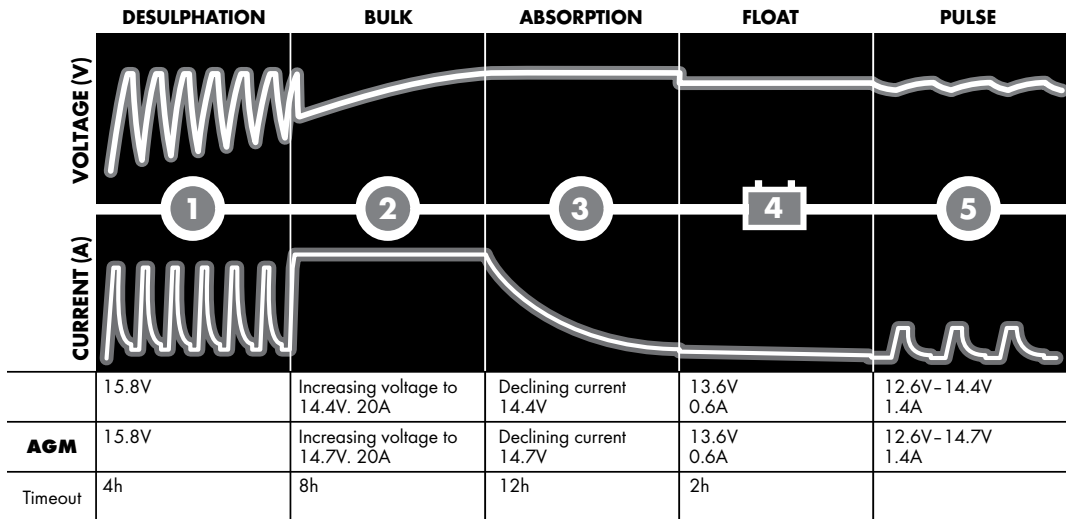 DESULPHATION BULK ABSORPTION FLOAT PULSE
VOLTAGE (V)
1 2 3 4 5
CURRENT (A)
15.8V Increasing voltage to Declining current 13.6V 12.6V–14.4V
14.4V. 20A 14.4V 0.6A 1.4A
AGM 15.8V Increasing voltage to Declining current 13.6V 12.6V–14.7V
14.7V. 20A 14.7V 0.6A 1.4A
Timeout 4h 8h 12h 2h